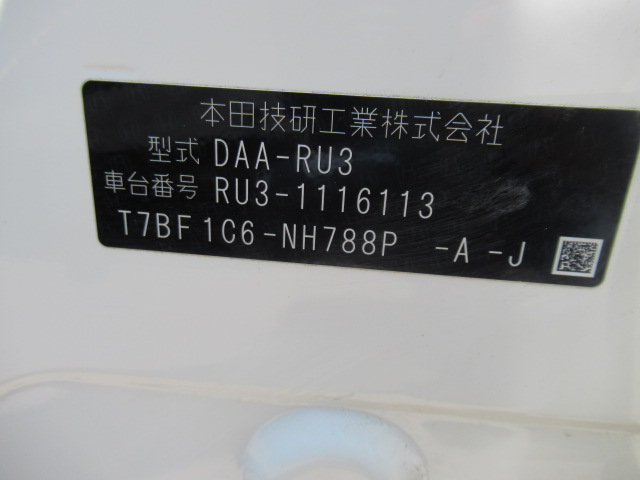 本田技研工業株式会社
型式 DAA-RU3
車台番号 RU3-1116113
T7BF1C6-NH788P -A -J